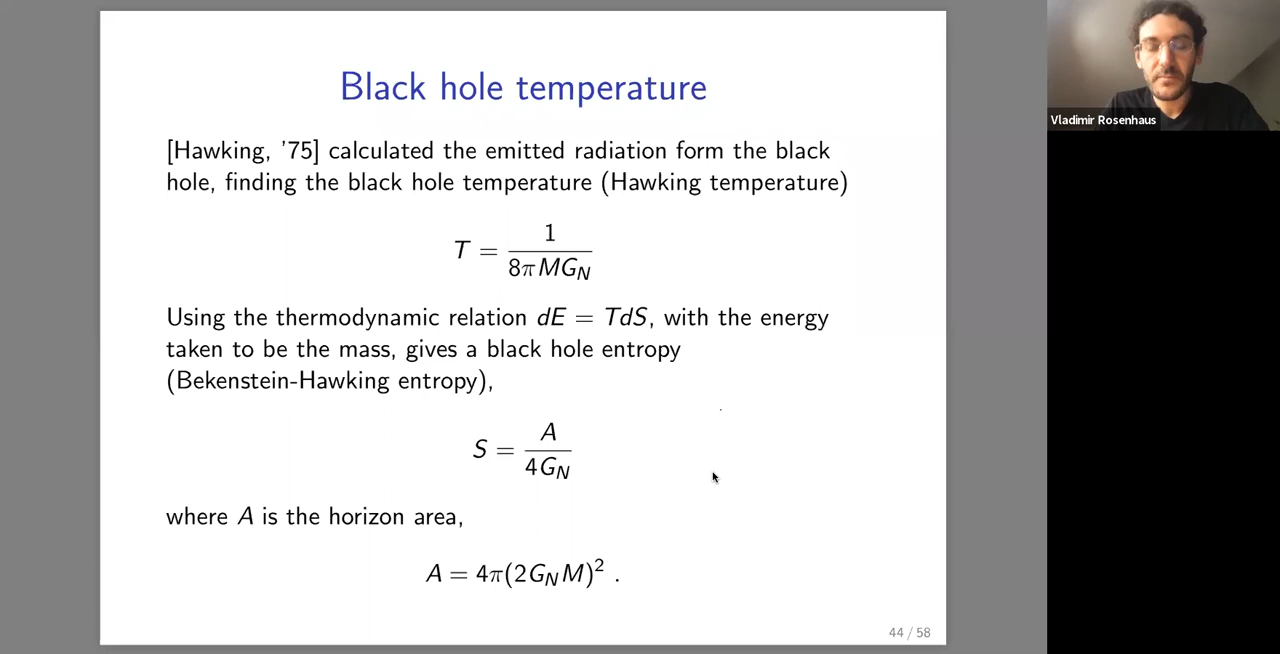 Black hole temperature
[Hawking, '75] calculated the emitted radiation form the black
hole, finding the black hole temperature (Hawking temperature)
T = 1 / 8πMG_N
Using the thermodynamic relation dE = TdS, with the energy
taken to be the mass, gives a black hole entropy
(Bekenstein-Hawking entropy),
S = A / 4G_N
where A is the horizon area,
A = 4π(2G_N M)² .
44 / 58
Vladimir Rosenhaus